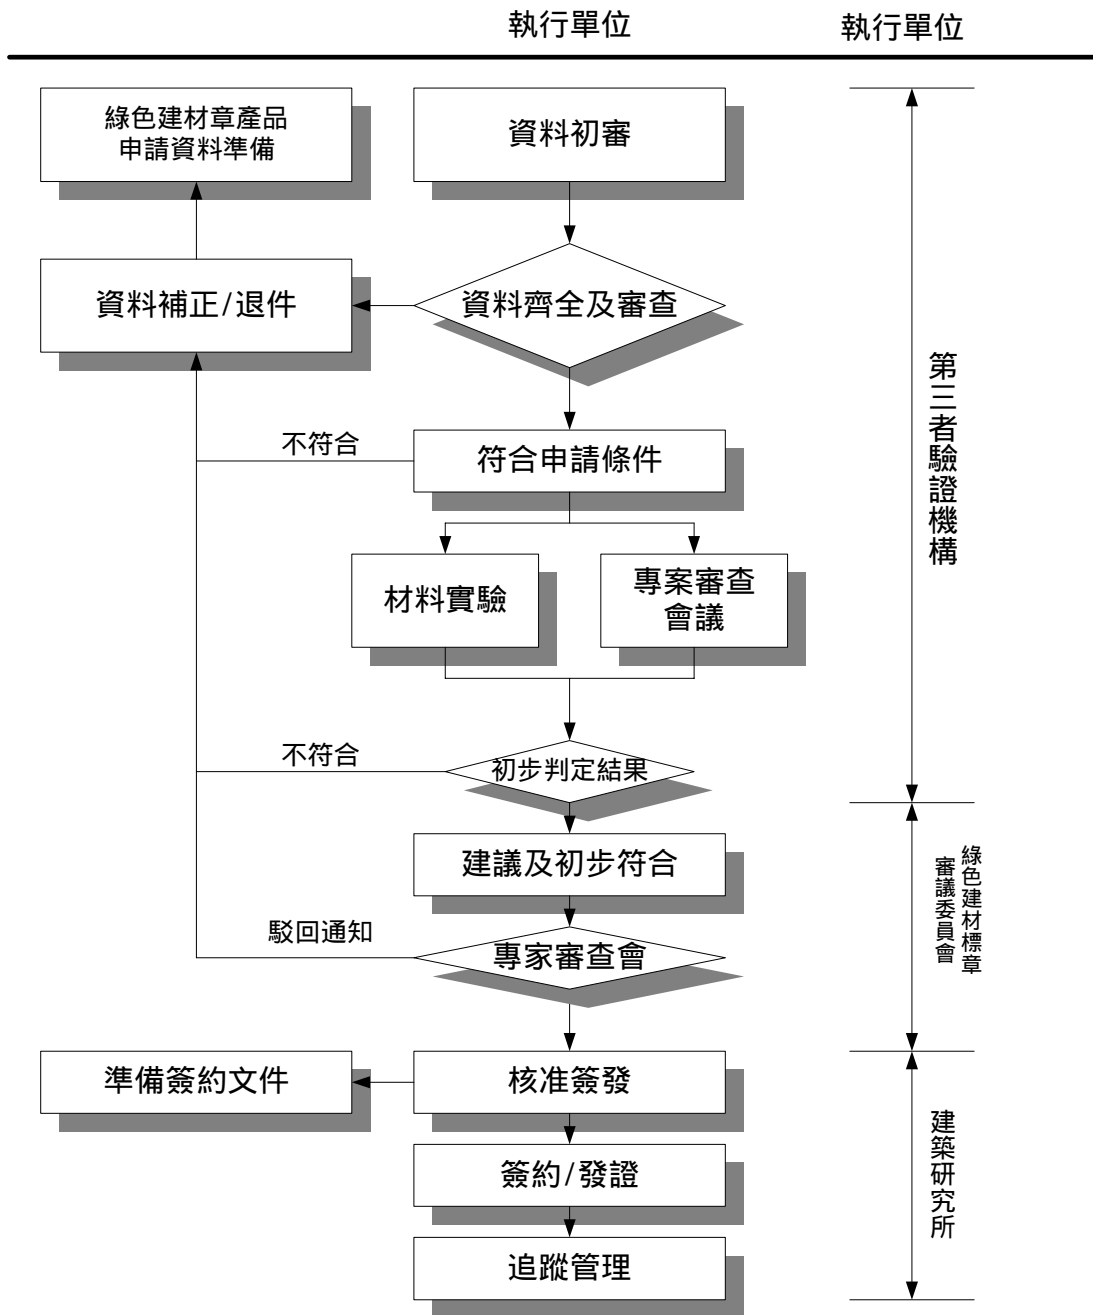 執行單位
執行單位
綠色建材章產品
申請資料準備
資料初審
資料補正/退件
資料齊全及審查
不符合
符合申請條件
材料實驗
專案審查
會議
不符合
初步判定結果
建議及初步符合
駁回通知
專家審查會
準備簽約文件
核准簽發
簽約/發證
追蹤管理
第三者驗證機構
綠色建材標章
審議委員會
建築研究所